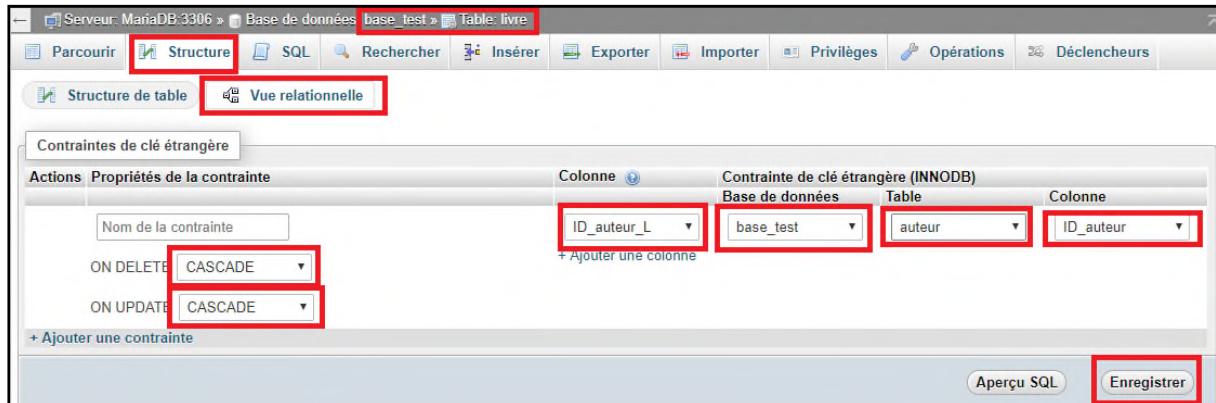 ← Serveur: MariaDB:3306 » Base de données: base_test » Table: livre
Parcourir Structure SQL Rechercher Insérer Exporter Importer Privilèges Opérations Déclencheurs
Structure de table Vue relationnelle
Contraintes de clé étrangère
Actions Propriétés de la contrainte Colonne Contrainte de clé étrangère (INNODB)
Base de données Table Colonne
Nom de la contrainte ID_auteur_L base_test auteur ID_auteur
+ Ajouter une colonne
ON DELETE CASCADE
ON UPDATE CASCADE
+ Ajouter une contrainte
Aperçu SQL Enregistrer